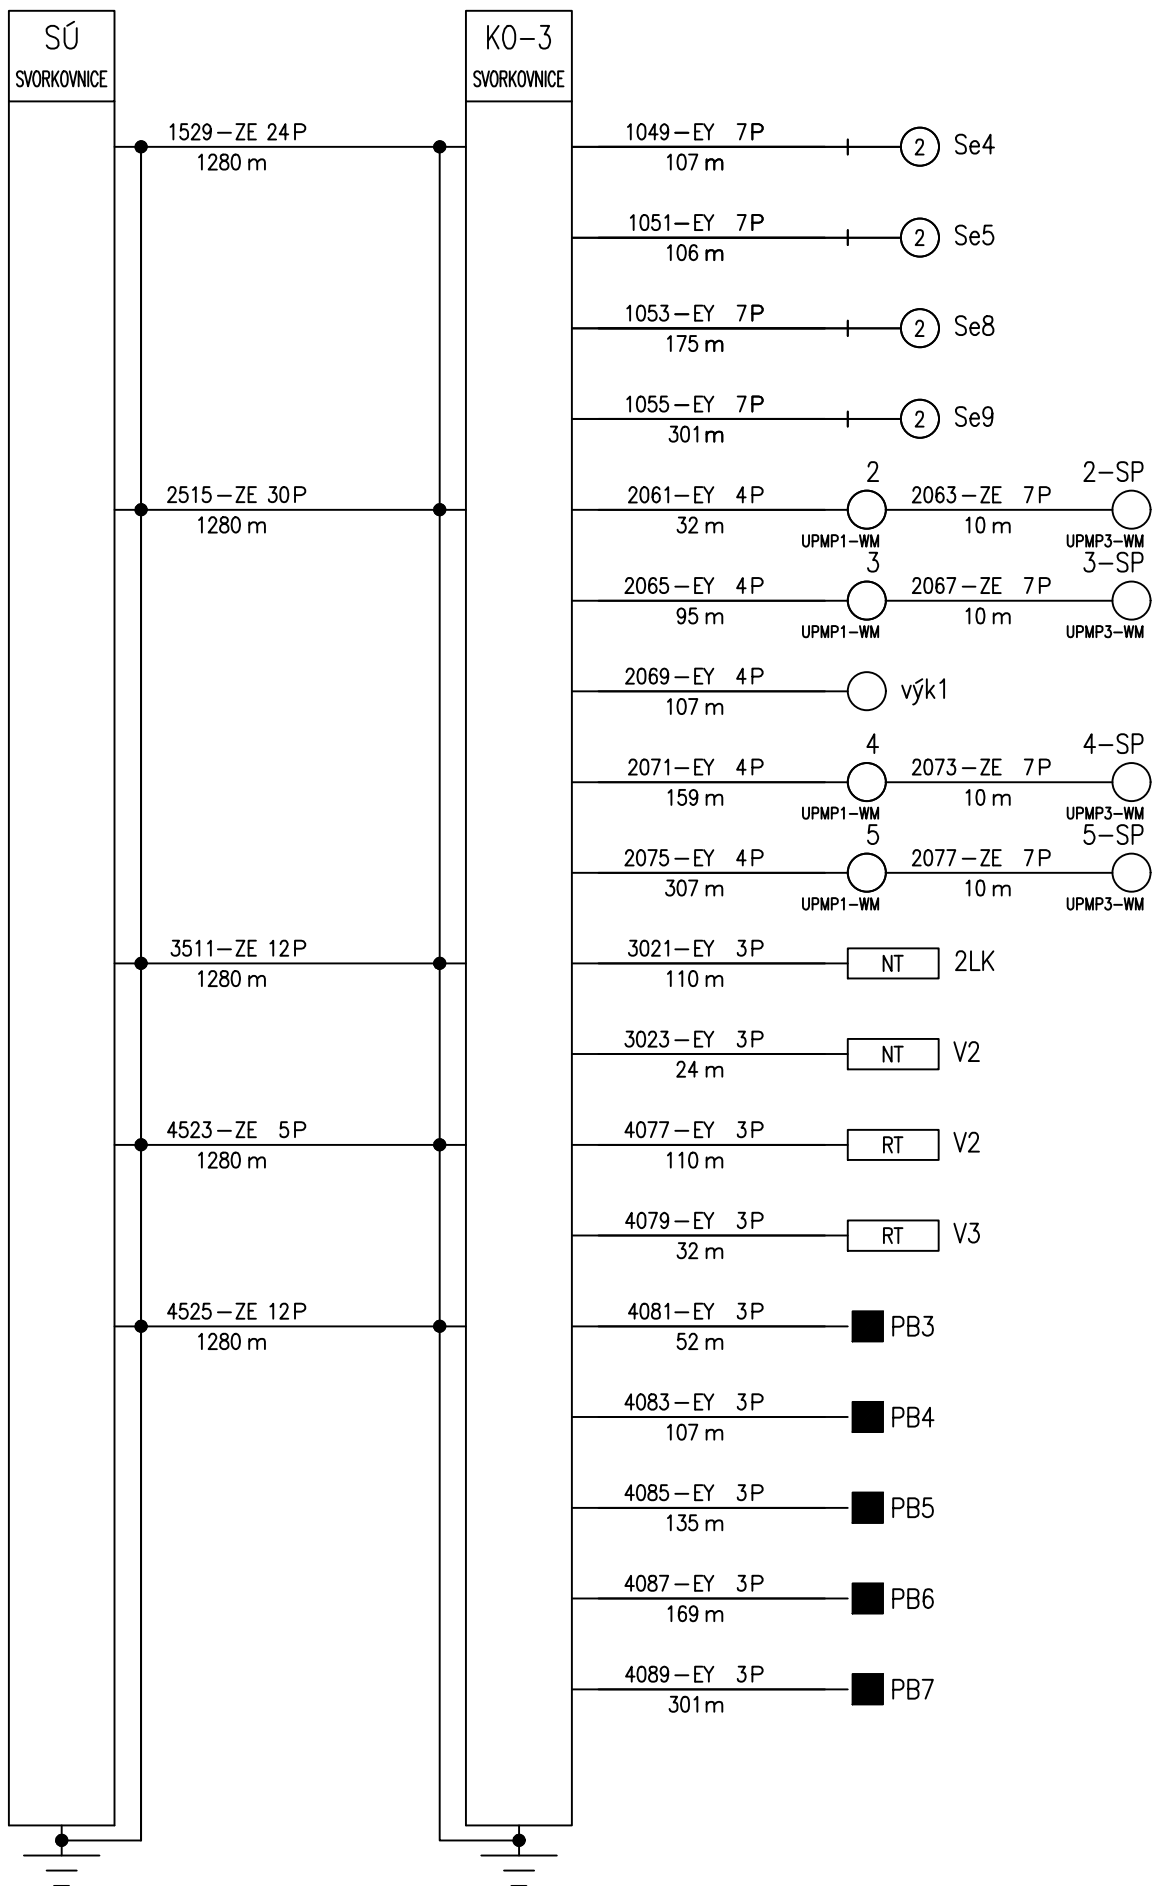 SÚ
SVORKOVNICE
KO-3
SVORKOVNICE
1529-ZE 24P
1280 m
1049-EY 7P
107 m
2 Se4
1051-EY 7P
106 m
2 Se5
1053-EY 7P
175 m
2 Se8
1055-EY 7P
301 m
2 Se9
2515-ZE 30P
1280 m
2061-EY 4P
32 m
2
UPMP1-WM
2063-ZE 7P
10 m
2-SP
UPMP3-WM
2065-EY 4P
95 m
3
UPMP1-WM
2067-ZE 7P
10 m
3-SP
UPMP3-WM
2069-EY 4P
107 m
výk1
2071-EY 4P
159 m
4
UPMP1-WM
2073-ZE 7P
10 m
4-SP
UPMP3-WM
2075-EY 4P
307 m
5
UPMP1-WM
2077-ZE 7P
10 m
5-SP
UPMP3-WM
3511-ZE 12P
1280 m
3021-EY 3P
110 m
NT 2LK
3023-EY 3P
24 m
NT V2
4523-ZE 5P
1280 m
4077-EY 3P
110 m
RT V2
4079-EY 3P
32 m
RT V3
4525-ZE 12P
1280 m
4081-EY 3P
52 m
PB3
4083-EY 3P
107 m
PB4
4085-EY 3P
135 m
PB5
4087-EY 3P
169 m
PB6
4089-EY 3P
301 m
PB7